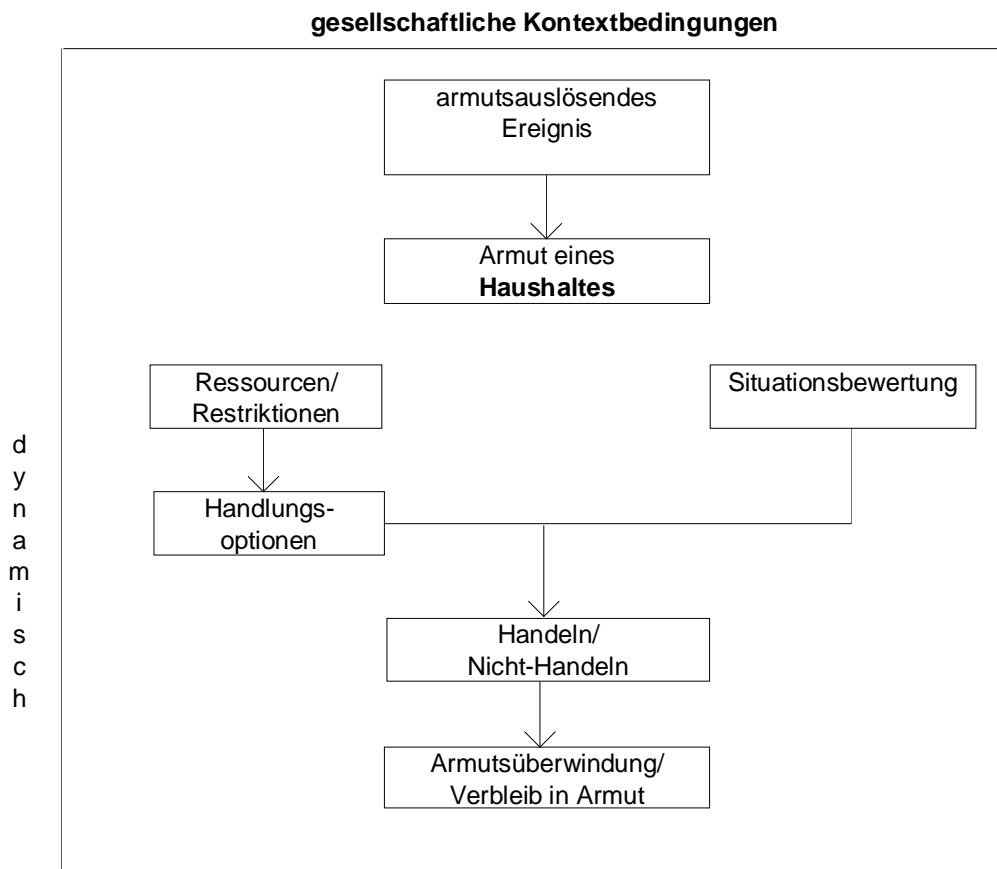 gesellschaftliche Kontextbedingungen
armutsauslösendes
Ereignis
Armut eines
Haushaltes
Ressourcen/
Restriktionen
Situationsbewertung
d
y
n
a
m
i
s
c
h
Handlungs-
optionen
Handeln/
Nicht-Handeln
Armutsüberwindung/
Verbleib in Armut